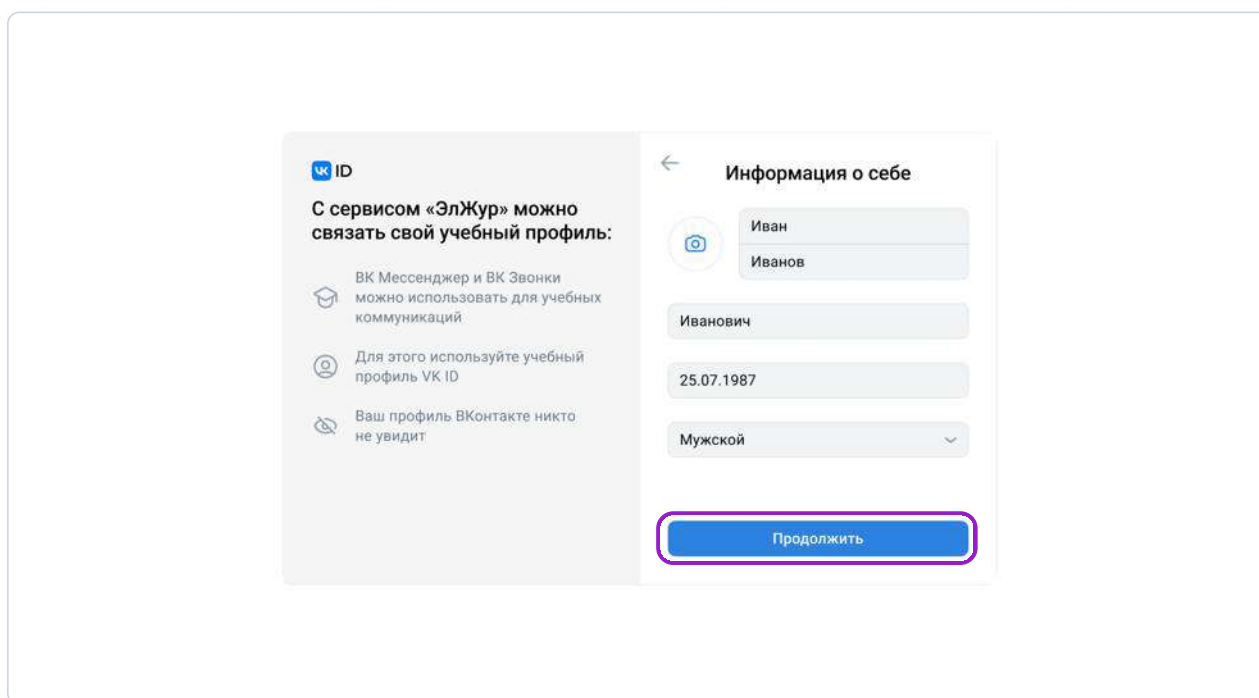 VK ID
С сервисом «ЭлЖур» можно
связать свой учебный профиль:
ВК Мессенджер и ВК Звонки
можно использовать для учебных
коммуникаций
Для этого используйте учебный
профиль VK ID
Ваш профиль ВКонтакте никто
не увидит
Информация о себе
Иван
Иванов
Иванович
25.07.1987
Мужской
Продолжить